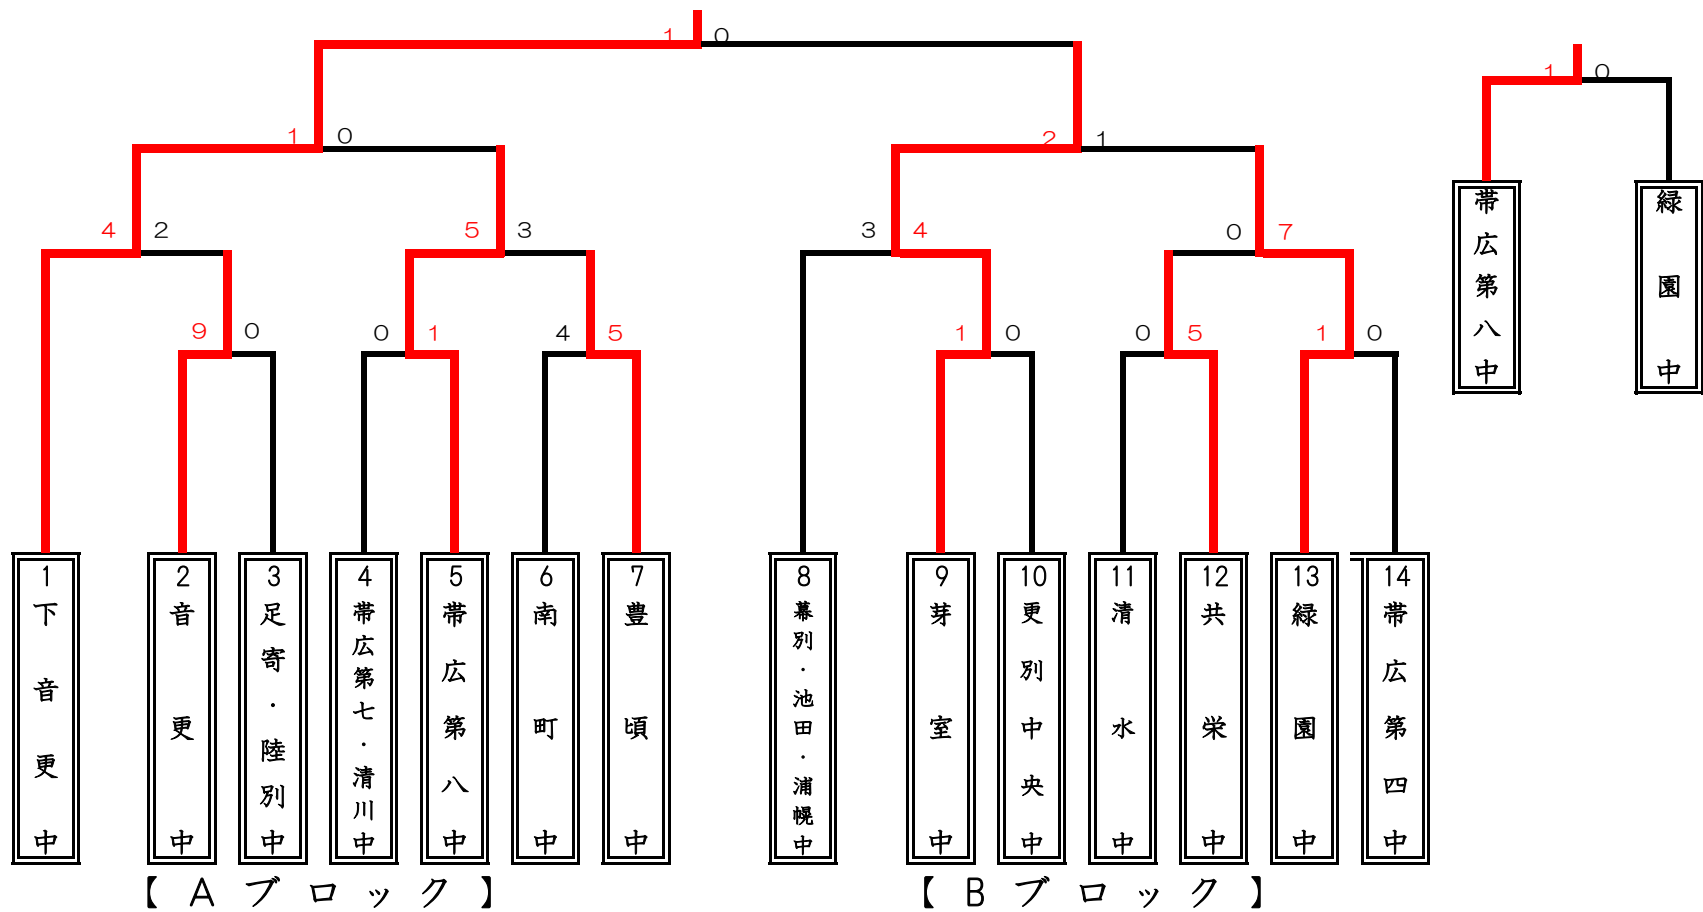 1 0
1 0
1 0
2 1
4 2
5 3
3 4
0 7
9 0
0 1
4 5
1 0
0 5
1 0
帯広第八中
緑園中
1 下音更中
2 音更中
3 足寄・陸別中
4 帯広第七・清川中
5 帯広第八中
6 南町中
7 豊頃中
8 幕別・池田・浦幌中
9 芽室中
10 更別中央中
11 清水中
12 共栄中
13 緑園中
14 帯広第四中
【Aブロック】
【Bブロック】